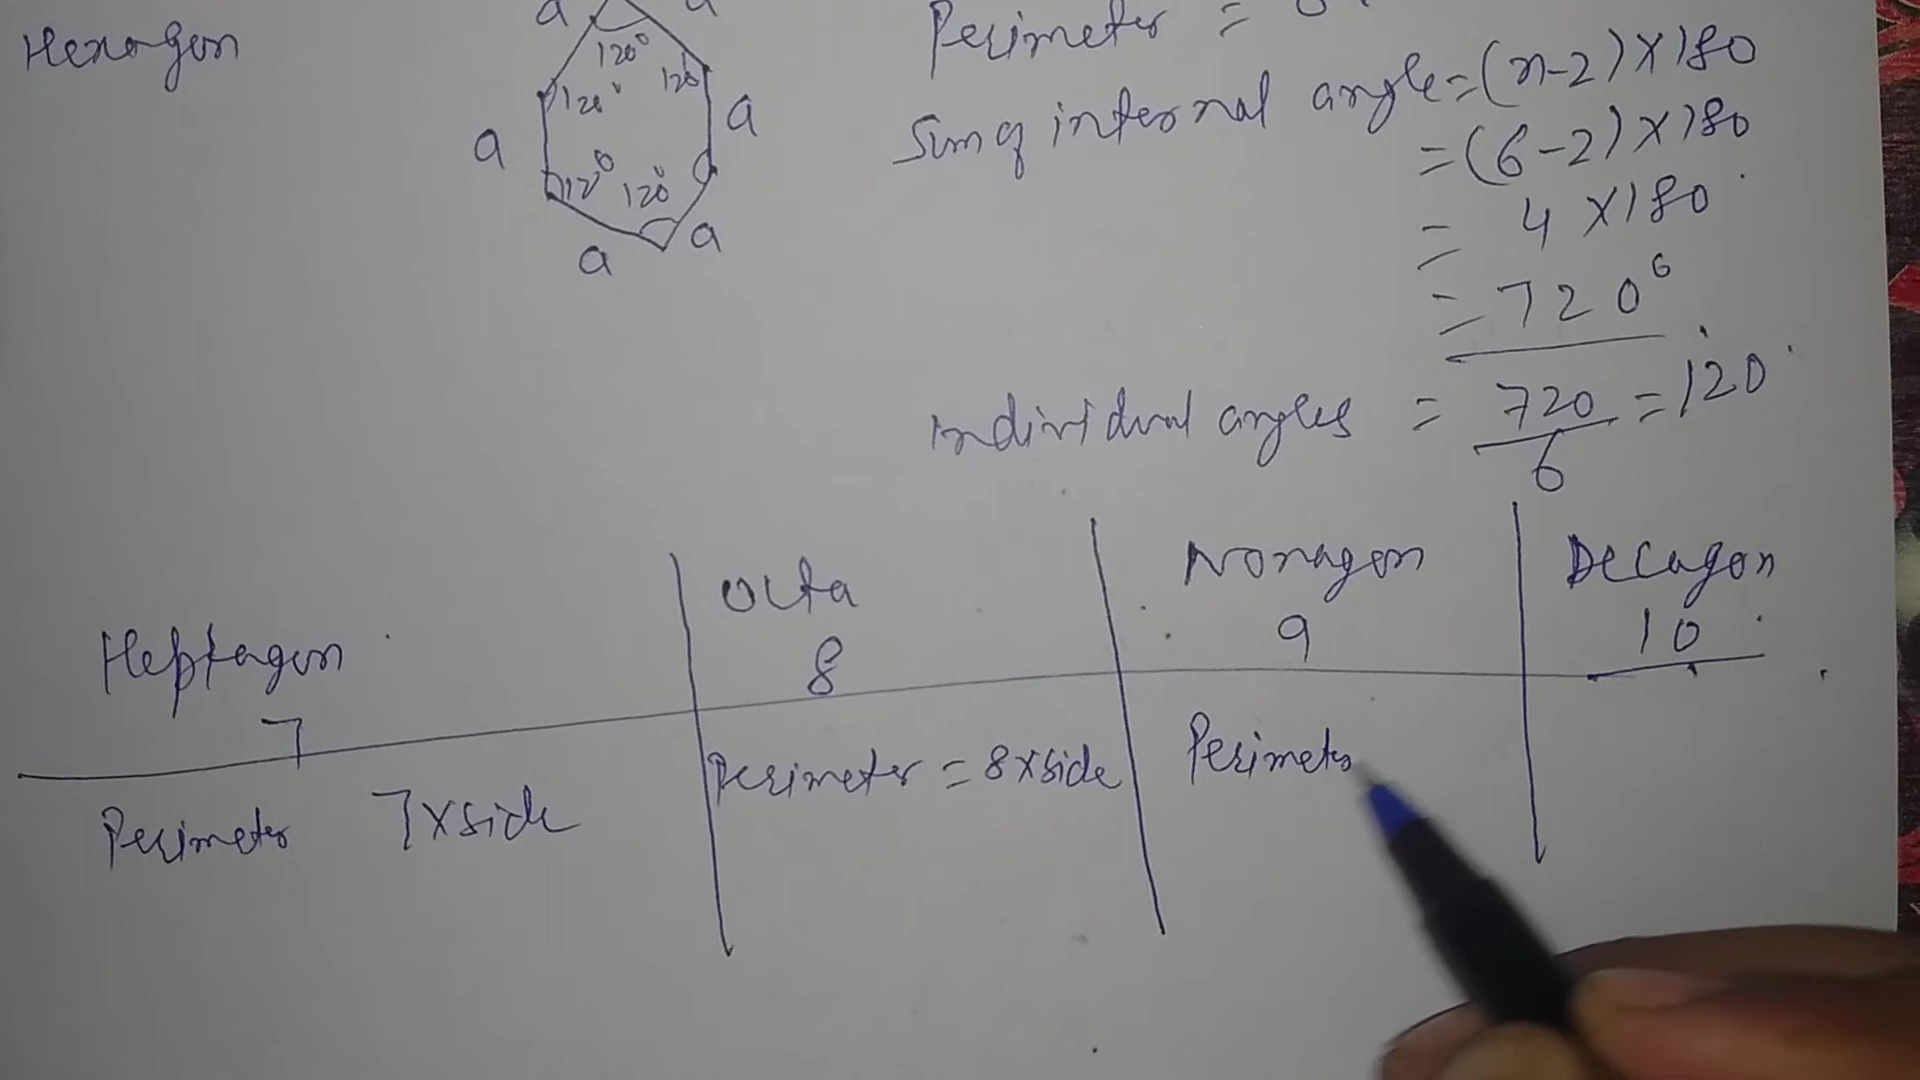 Hexagon
a
a
120°
120
120°
a
a
120°
120°
a
a
Perimeter =
Sum of internal angle = (n-2) X 180
= (6-2) X 180
= 4 X 180
= 720°
individual angles = 720/6 = 120
Heptagon
7
Perimeter 7 x side
Octa
8
Perimeter = 8 x side
Nonagon
9
Perimeter
Decagon
10